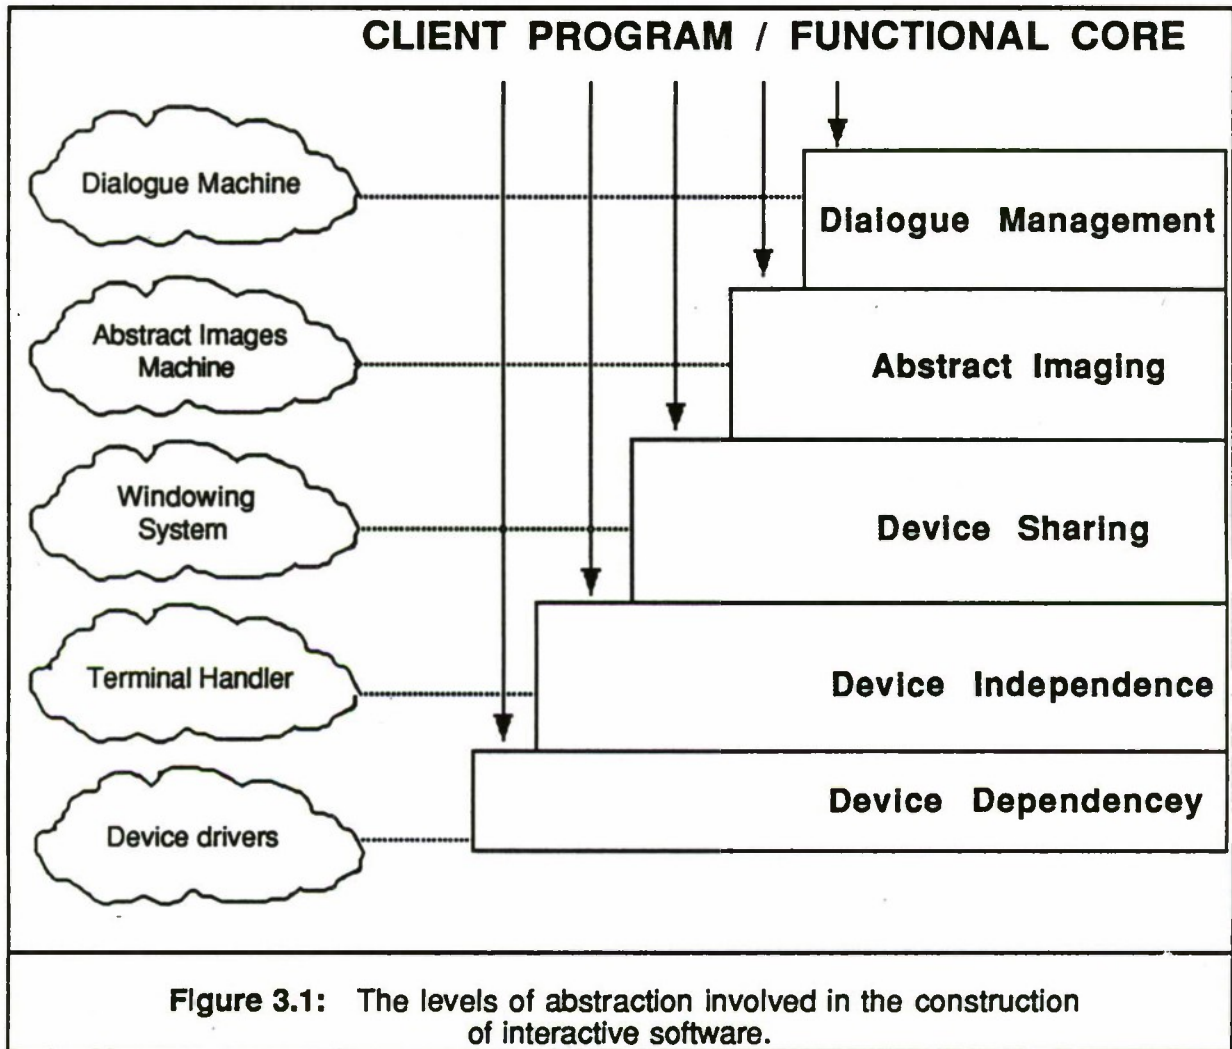 CLIENT PROGRAM / FUNCTIONAL CORE
Dialogue Machine
Dialogue Management
Abstract Images
Machine
Abstract Imaging
Windowing
System
Device Sharing
Terminal Handler
Device Independence
Device drivers
Device Dependencey
Figure 3.1: The levels of abstraction involved in the construction
of interactive software.